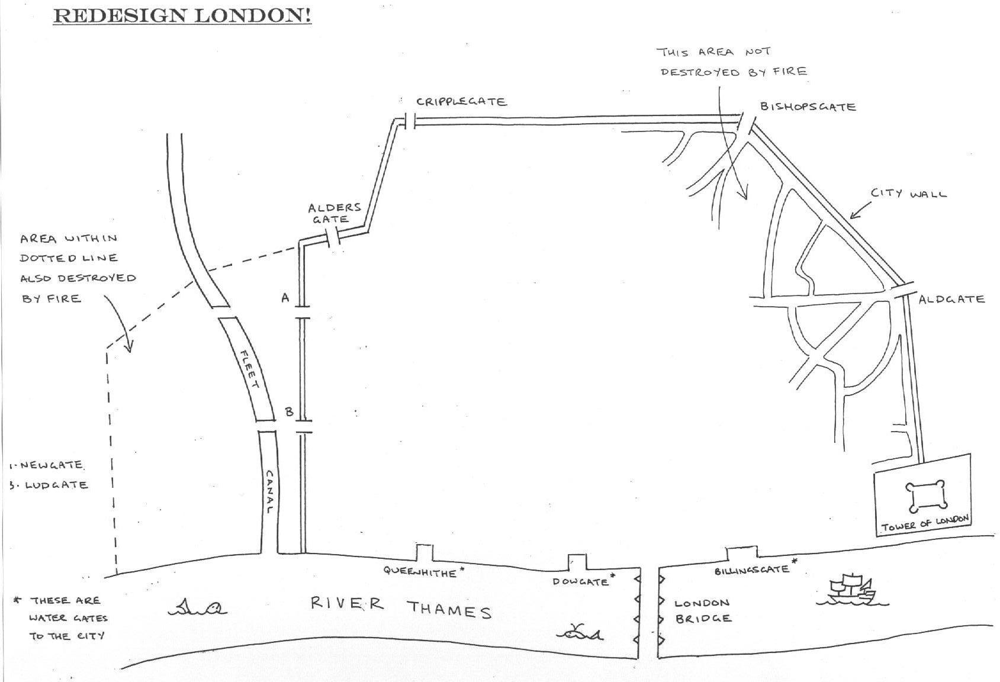 REDESIGN LONDON!
THIS AREA NOT
DESTROYED BY FIRE
CRIPPLEGATE
BISHOPSGATE
CITY WALL
ALDERS
GATE
AREA WITHIN
DOTTED LINE
ALSO DESTROYED
BY FIRE
A
ALDGATE
FLEET
B
1. NEWGATE
3. LUDGATE
CANAL
TOWER OF LONDON
QUEENHITHE*
DOWGATE*
BILLINGSGATE*
* THESE ARE
WATER GATES
TO THE CITY
RIVER THAMES
LONDON
BRIDGE